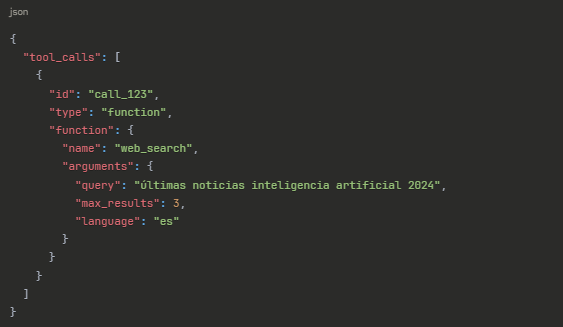 json
{
  "tool_calls": [
    {
      "id": "call_123",
      "type": "function",
      "function": {
        "name": "web_search",
        "arguments": {
          "query": "últimas noticias inteligencia artificial 2024",
          "max_results": 3,
          "language": "es"
        }
      }
    }
  ]
}